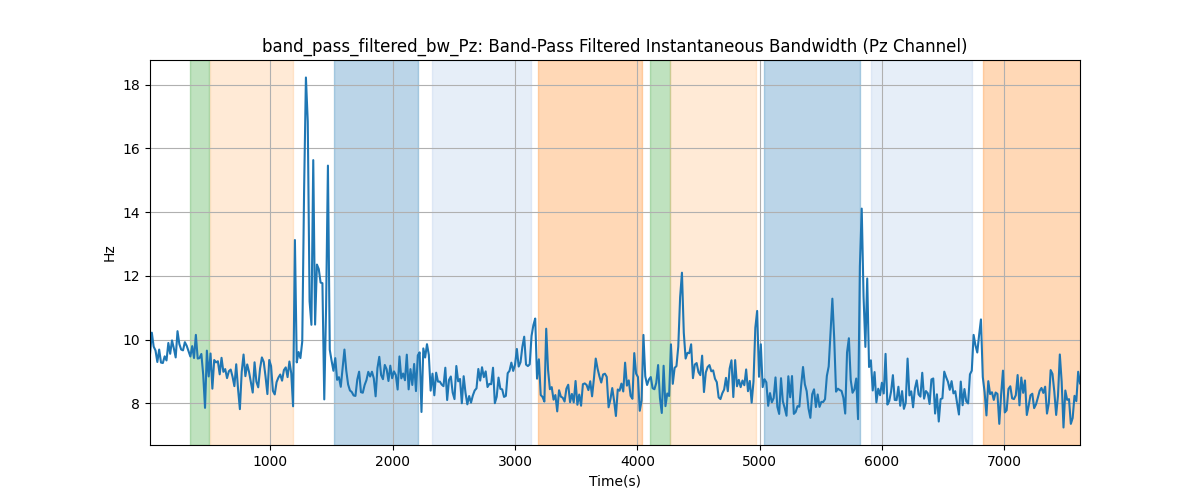 band_pass_filtered_bw_Pz: Band-Pass Filtered Instantaneous Bandwidth (Pz Channel)
18
16
14
12
10
8
Hz
1000 2000 3000 4000 5000 6000 7000
Time(s)